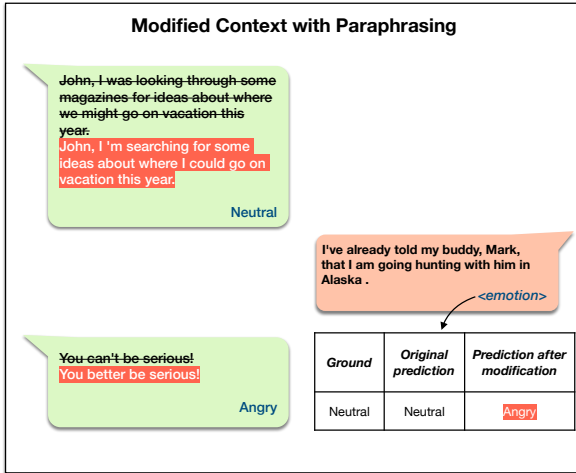 Modified Context with Paraphrasing
John, I was looking through some
magazines for ideas about where
we might go on vacation this
year.
John, I 'm searching for some
ideas about where I could go on
vacation this year.
Neutral
I've already told my buddy, Mark,
that I am going hunting with him in
Alaska .
<emotion>
You can't be serious!
You better be serious!
Angry
Ground Original prediction Prediction after modification
Neutral Neutral Angry